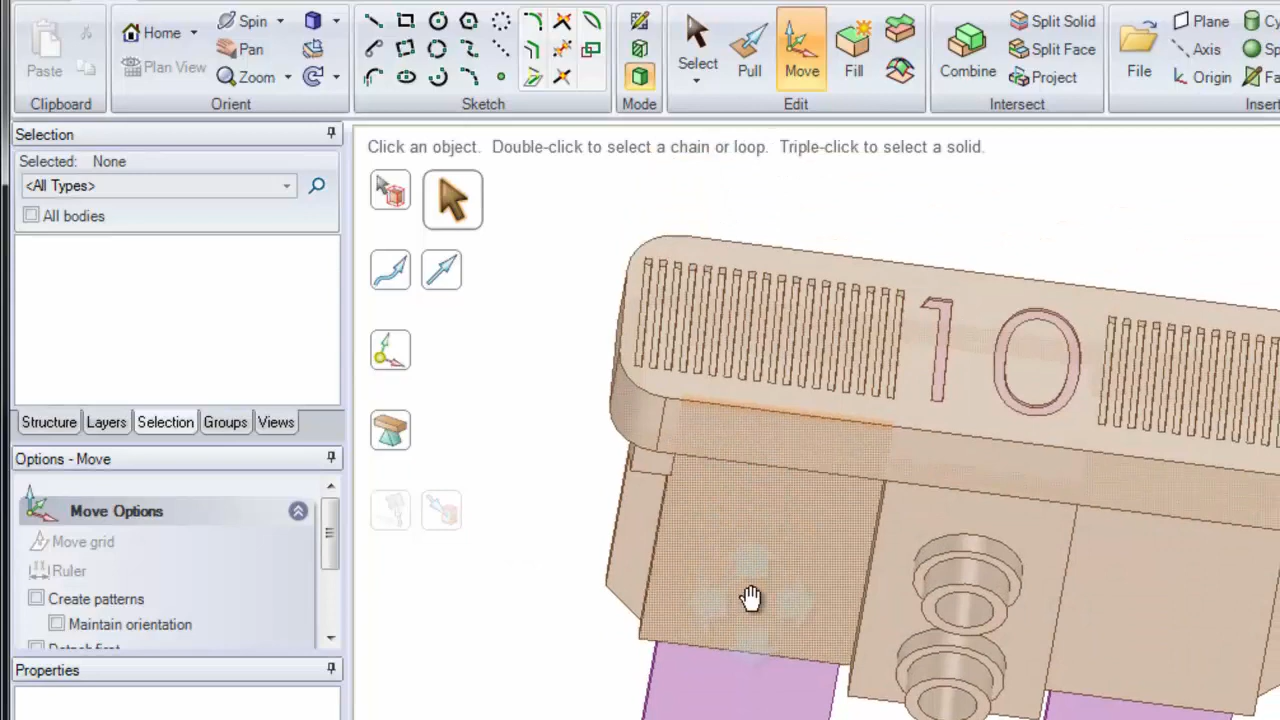 Paste
Clipboard
Home
Plan View
Spin
Pan
Zoom
Orient
Sketch
Mode
Select
Pull
Move
Fill
Edit
Combine
Split Solid
Split Face
Project
Intersect
File
Plane
Axis
Origin
Selection
Selected: None
<All Types>
All bodies
Structure
Layers
Selection
Groups
Views
Options - Move
Move Options
Move grid
Ruler
Create patterns
Maintain orientation
Properties
Click an object. Double-click to select a chain or loop. Triple-click to select a solid.
10